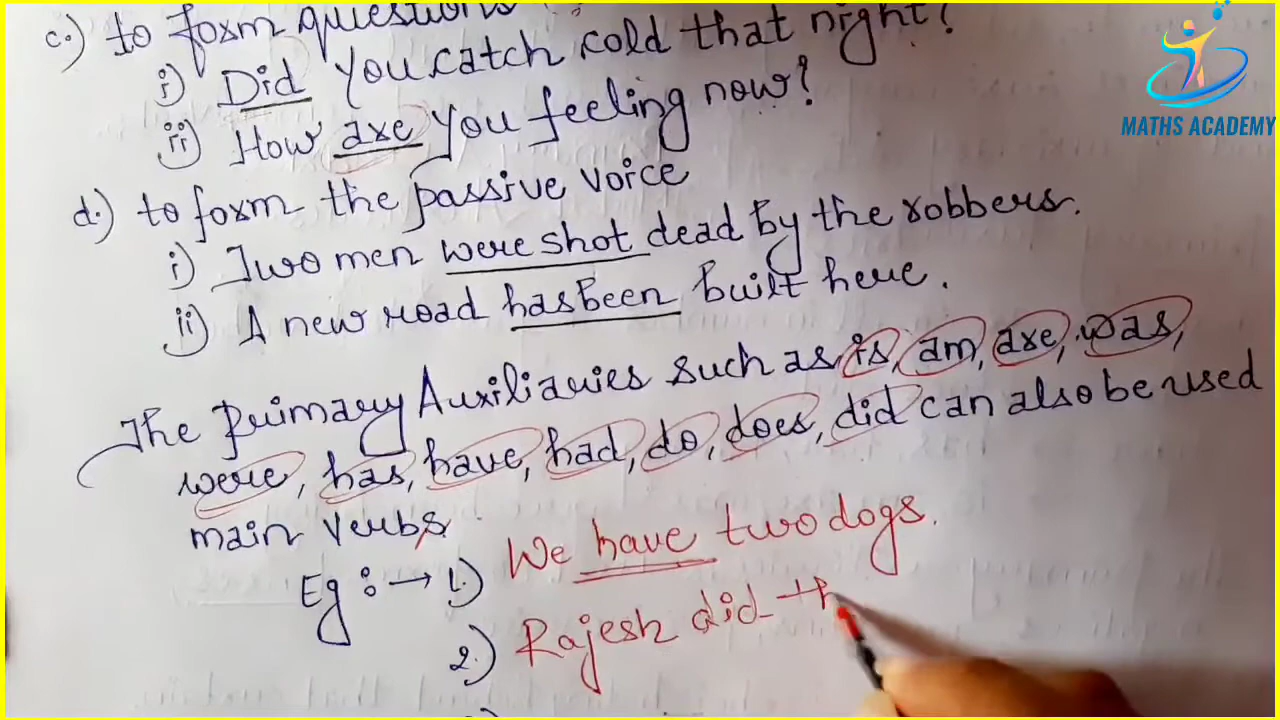 c.) to form questions
i) Did you catch cold that night?
ii) How are you feeling now?
d.) to form the passive voice
i) Two men were shot dead by the robbers.
ii) A new road has been built here.
The Primary Auxiliaries such as is, am, are, was,
were, has, have, had, do, does, did can also be used
main verbs
Eg :→ 1.) We have two dogs.
2.) Rajesh did th
MATHS ACADEMY